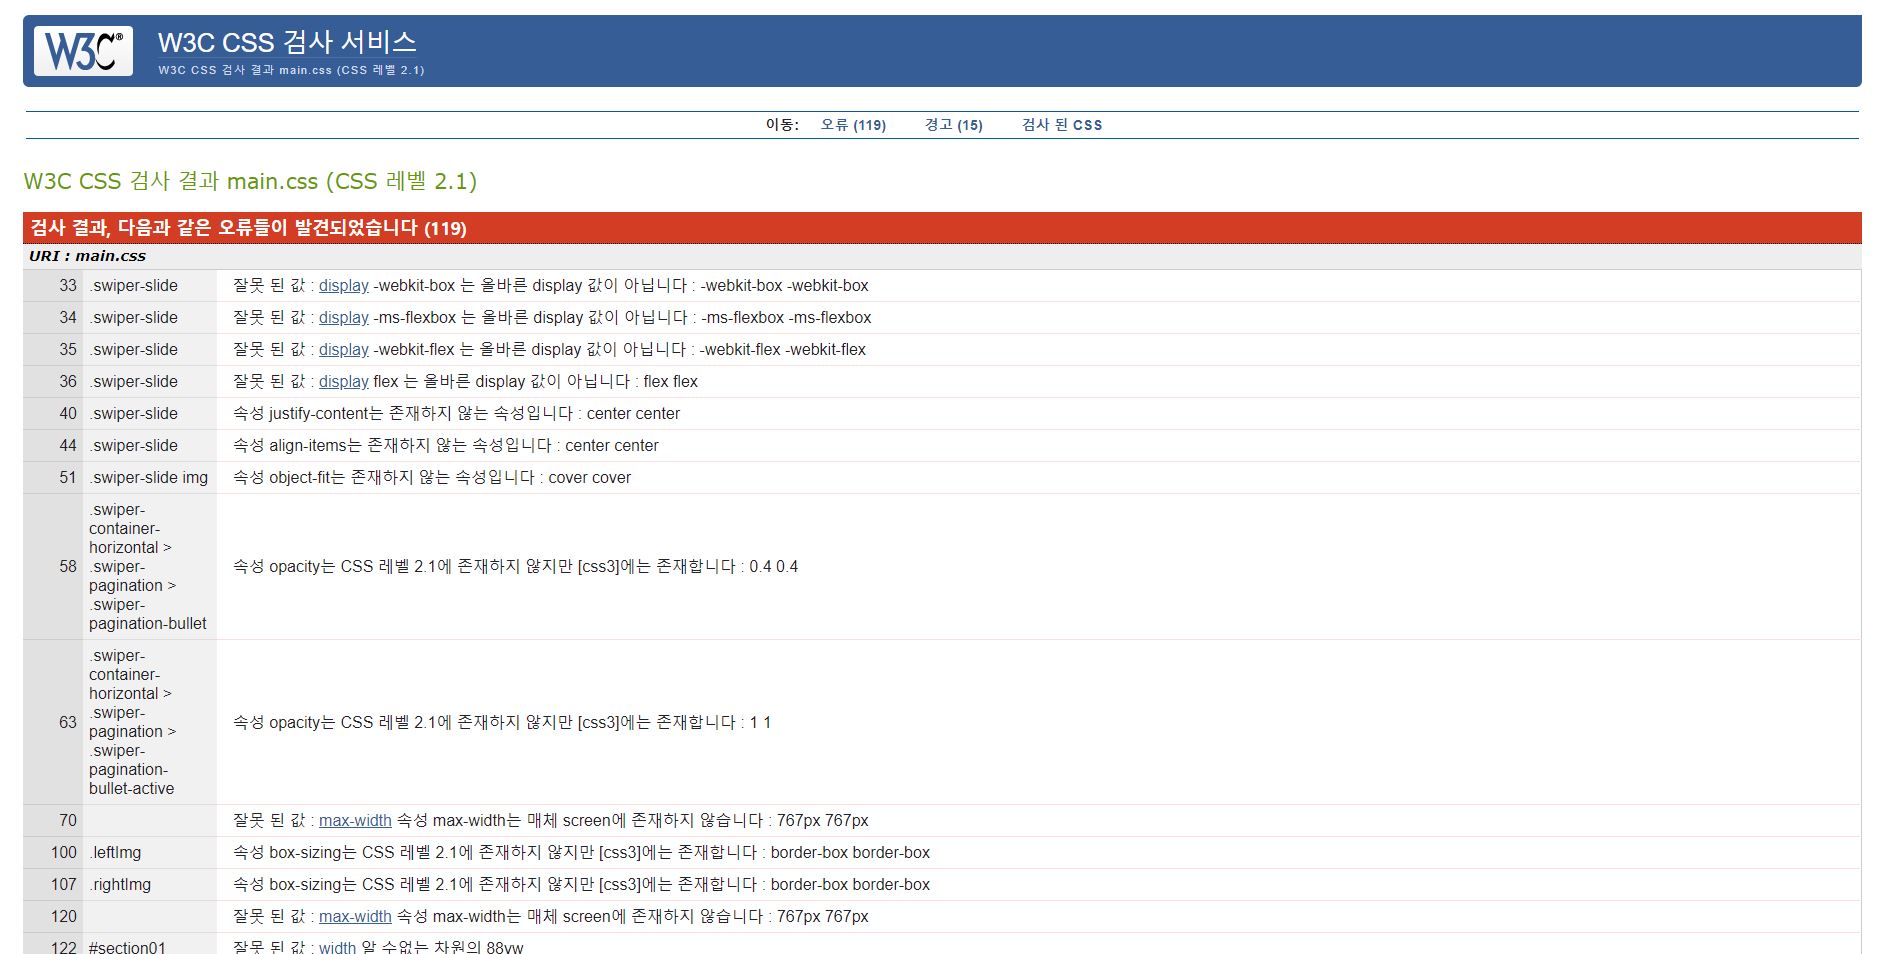 W3C®
W3C CSS 검사 서비스
W3C CSS 검사 결과 main.css (CSS 레벨 2.1)
이동: 오류 (119) 경고 (15) 검사 된 CSS
W3C CSS 검사 결과 main.css (CSS 레벨 2.1)
검사 결과, 다음과 같은 오류들이 발견되었습니다 (119)
URI : main.css
33 .swiper-slide 잘못 된 값 : display -webkit-box 는 올바른 display 값이 아닙니다 : -webkit-box -webkit-box
34 .swiper-slide 잘못 된 값 : display -ms-flexbox 는 올바른 display 값이 아닙니다 : -ms-flexbox -ms-flexbox
35 .swiper-slide 잘못 된 값 : display -webkit-flex 는 올바른 display 값이 아닙니다 : -webkit-flex -webkit-flex
36 .swiper-slide 잘못 된 값 : display flex 는 올바른 display 값이 아닙니다 : flex flex
40 .swiper-slide 속성 justify-content는 존재하지 않는 속성입니다 : center center
44 .swiper-slide 속성 align-items는 존재하지 않는 속성입니다 : center center
51 .swiper-slide img 속성 object-fit는 존재하지 않는 속성입니다 : cover cover
.swiper-
container-
horizontal >
58 .swiper- 속성 opacity는 CSS 레벨 2.1에 존재하지 않지만 [css3]에는 존재합니다 : 0.4 0.4
pagination >
.swiper-
pagination-bullet
.swiper-
container-
horizontal >
.swiper-
63 pagination > 속성 opacity는 CSS 레벨 2.1에 존재하지 않지만 [css3]에는 존재합니다 : 1 1
.swiper-
pagination-
bullet-active
70 잘못 된 값 : max-width 속성 max-width는 매체 screen에 존재하지 않습니다 : 767px 767px
100 .leftImg 속성 box-sizing는 CSS 레벨 2.1에 존재하지 않지만 [css3]에는 존재합니다 : border-box border-box
107 .rightImg 속성 box-sizing는 CSS 레벨 2.1에 존재하지 않지만 [css3]에는 존재합니다 : border-box border-box
120 잘못 된 값 : max-width 속성 max-width는 매체 screen에 존재하지 않습니다 : 767px 767px
122 #section01 잘못 된 값 : width 알 수없는 차원의 88vw